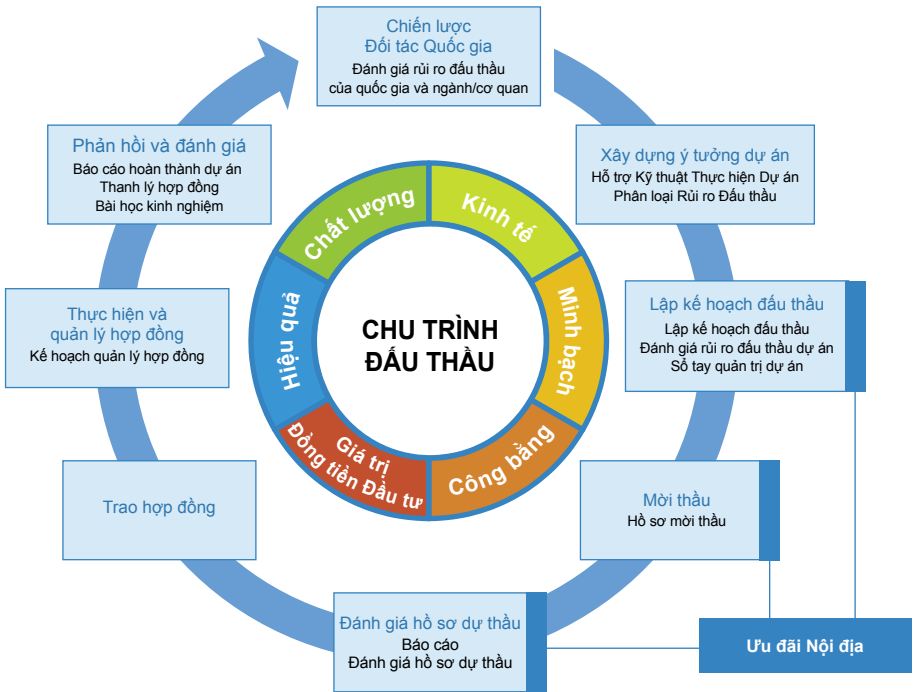 Chiến lược
Đối tác Quốc gia
Đánh giá rủi ro đấu thầu
của quốc gia và ngành/cơ quan
Xây dựng ý tưởng dự án
Hỗ trợ Kỹ thuật Thực hiện Dự án
Phân loại Rủi ro Đấu thầu
Lập kế hoạch đấu thầu
Lập kế hoạch đấu thầu
Đánh giá rủi ro đấu thầu dự án
Sổ tay quản trị dự án
Mời thầu
Hồ sơ mời thầu
Ưu đãi Nội địa
Đánh giá hồ sơ dự thầu
Báo cáo
Đánh giá hồ sơ dự thầu
Trao hợp đồng
Thực hiện và
quản lý hợp đồng
Kế hoạch quản lý hợp đồng
Phản hồi và đánh giá
Báo cáo hoàn thành dự án
Thanh lý hợp đồng
Bài học kinh nghiệm
CHU TRÌNH
ĐẤU THẦU
Kinh tế
Minh bạch
Công bằng
Giá trị
Đồng tiền Đầu tư
Hiệu quả
Chất lượng